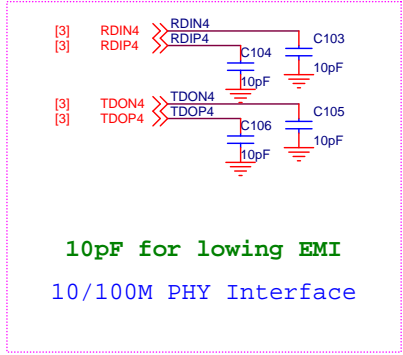 [3] RDIN4 RDIN4
[3] RDIP4 RDIP4
C103
C104
10pF
10pF
[3] TDON4 TDON4
[3] TDOP4 TDOP4
C105
C106
10pF
10pF
10pF for lowing EMI
10/100M PHY Interface